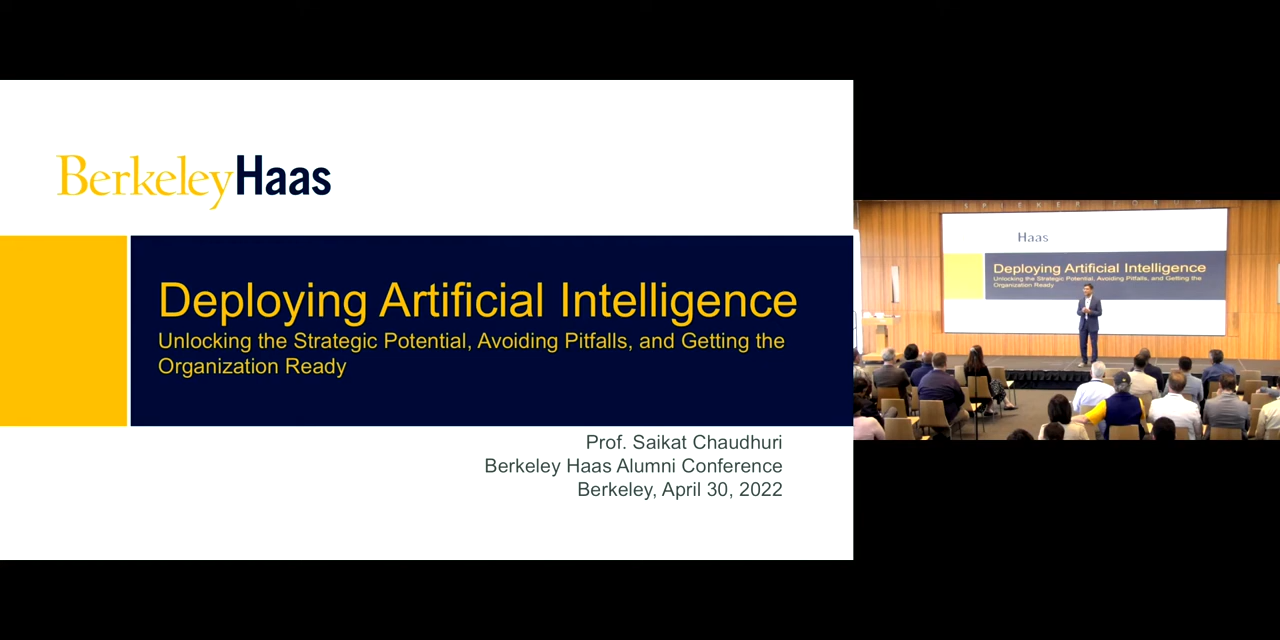 BerkeleyHaas
Deploying Artificial Intelligence
Unlocking the Strategic Potential, Avoiding Pitfalls, and Getting the
Organization Ready
Prof. Saikat Chaudhuri
Berkeley Haas Alumni Conference
Berkeley, April 30, 2022
SPIEKER FORUM
Haas
Deploying Artificial Intelligence
Unlocking the Strategic Potential, Avoiding Pitfalls, and Getting the
Organization Ready